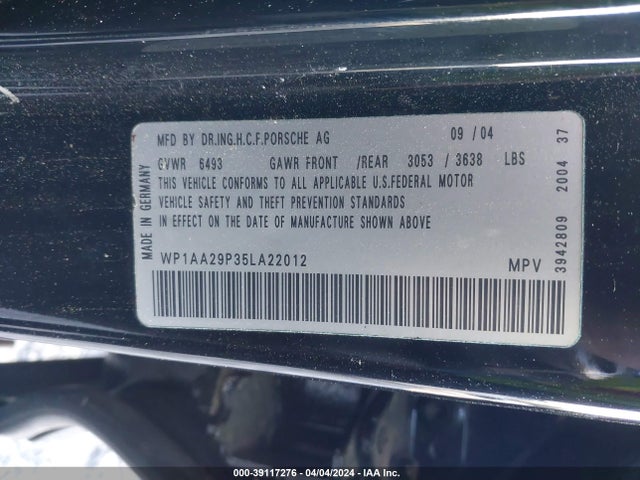 MFD BY DR.ING.H.C.F.PORSCHE AG 09 / 04
GVWR 6493 GAWR FRONT /REAR 3053 / 3638 LBS
THIS VEHICLE CONFORMS TO ALL APPLICABLE U.S.FEDERAL MOTOR
VEHICLE SAFETY AND THEFT PREVENTION STANDARDS
IN EFFECT ON THE DATE OF MANUFACTURE SHOWN ABOVE
WP1AA29P35LA22012 MPV
MADE IN GERMANY
3942809 2004 37
000-39117276 - 04/04/2024 - IAA Inc.